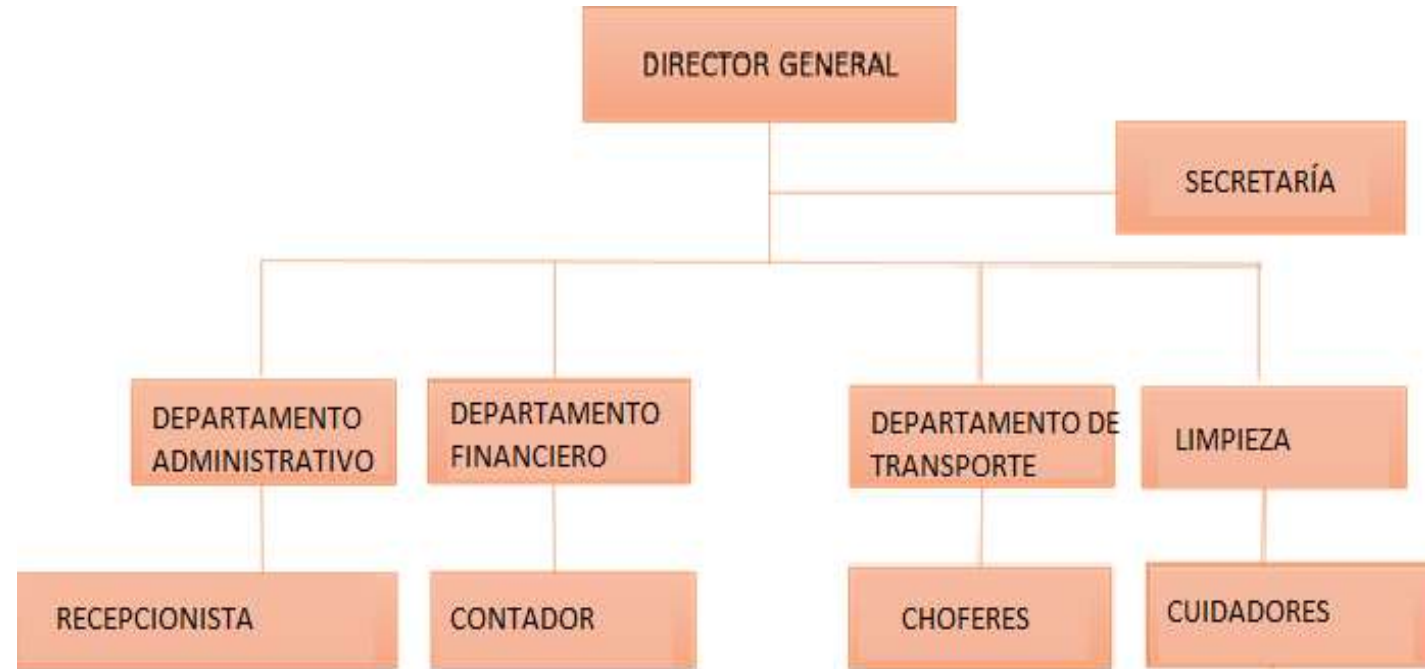 DIRECTOR GENERAL
SECRETARÍA
DEPARTAMENTO
ADMINISTRATIVO
DEPARTAMENTO
FINANCIERO
DEPARTAMENTO DE
TRANSPORTE
LIMPIEZA
RECEPCIONISTA
CONTADOR
CHOFERES
CUIDADORES